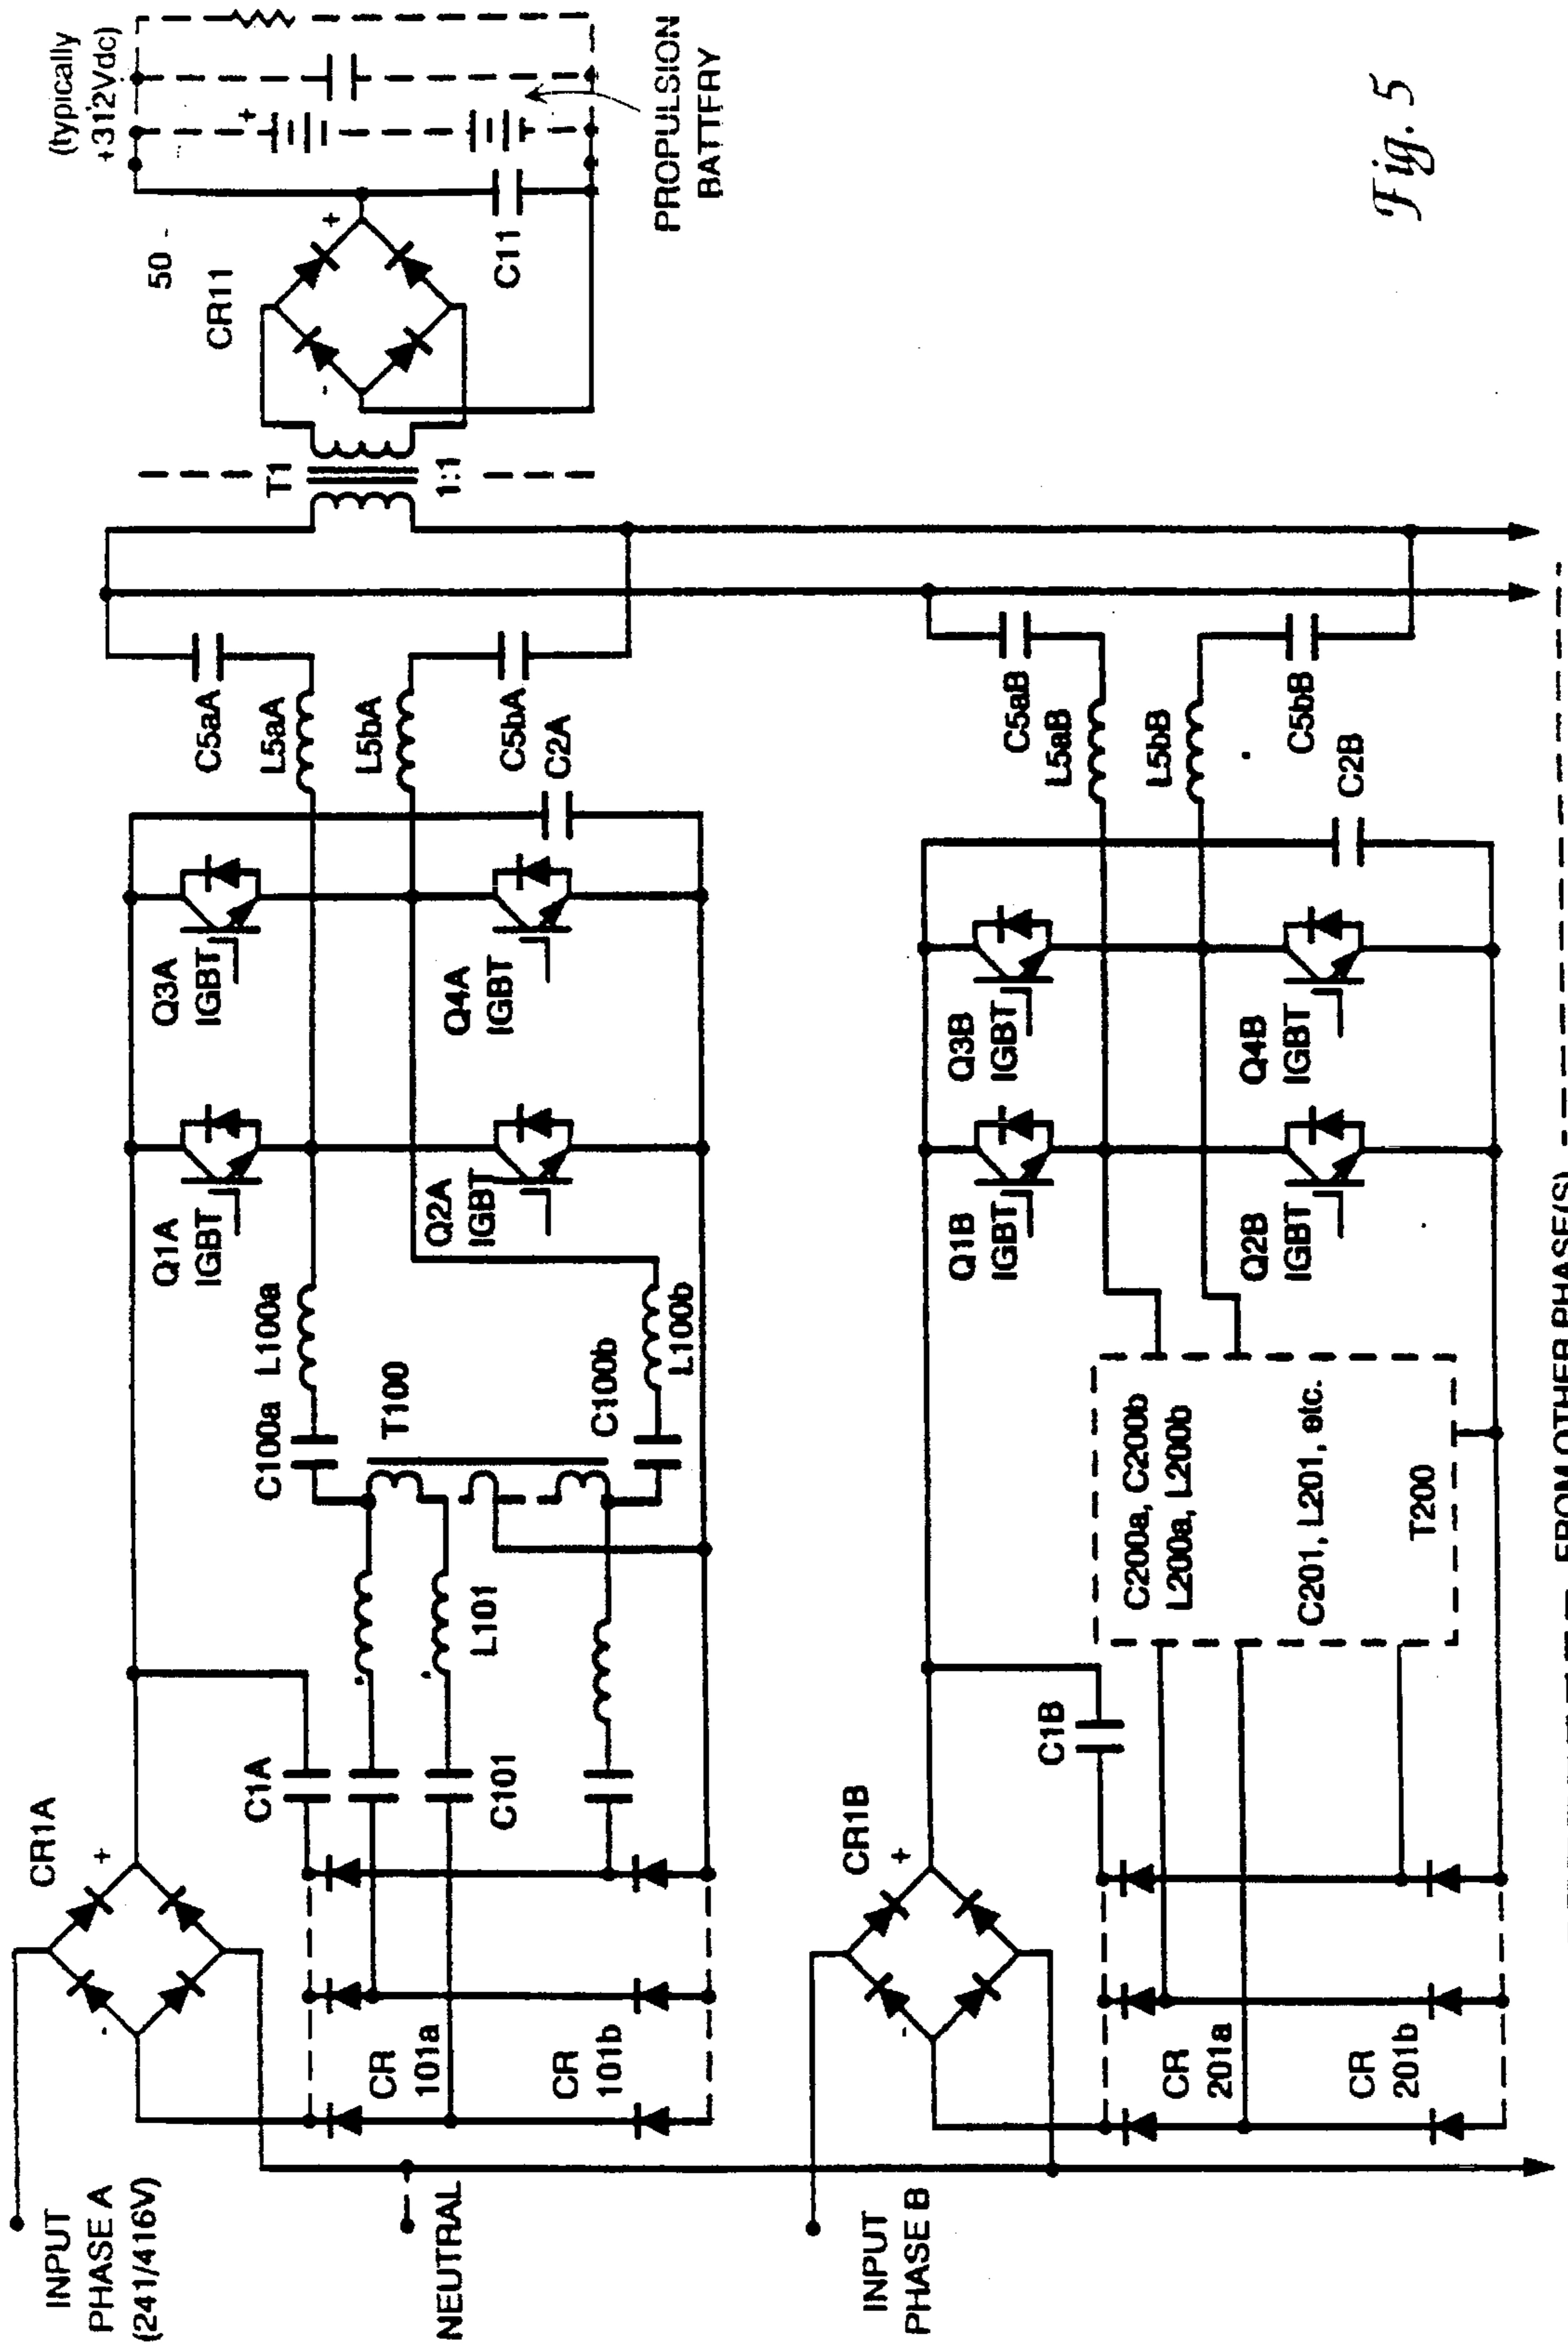 INPUT
PHASE A
(241/416V)
NEUTRAL
CR1A
+
-
C1A
CR
101a
CR
101b
C101
L101
C100a
L100a
T100
C100b
L100b
Q1A
IGBT
Q2A
IGBT
Q3A
IGBT
Q4A
IGBT
C5aA
L5aA
L5bA
C5bA
C2A
T1
1:1
CR11
50 -
+
-
C11
(typically
+312Vdc)
+
PROPULSION
BATTERY
INPUT
PHASE B
CR1B
+
-
C1B
CR
201a
CR
201b
C200a, C200b
L200a, L200b
C201, L201, etc.
T200
Q1B
IGBT
Q2B
IGBT
Q3B
IGBT
Q4B
IGBT
C5aB
L5aB
L5bB
C5bB
C2B
FROM OTHER PHASE(S)
Fig. 5